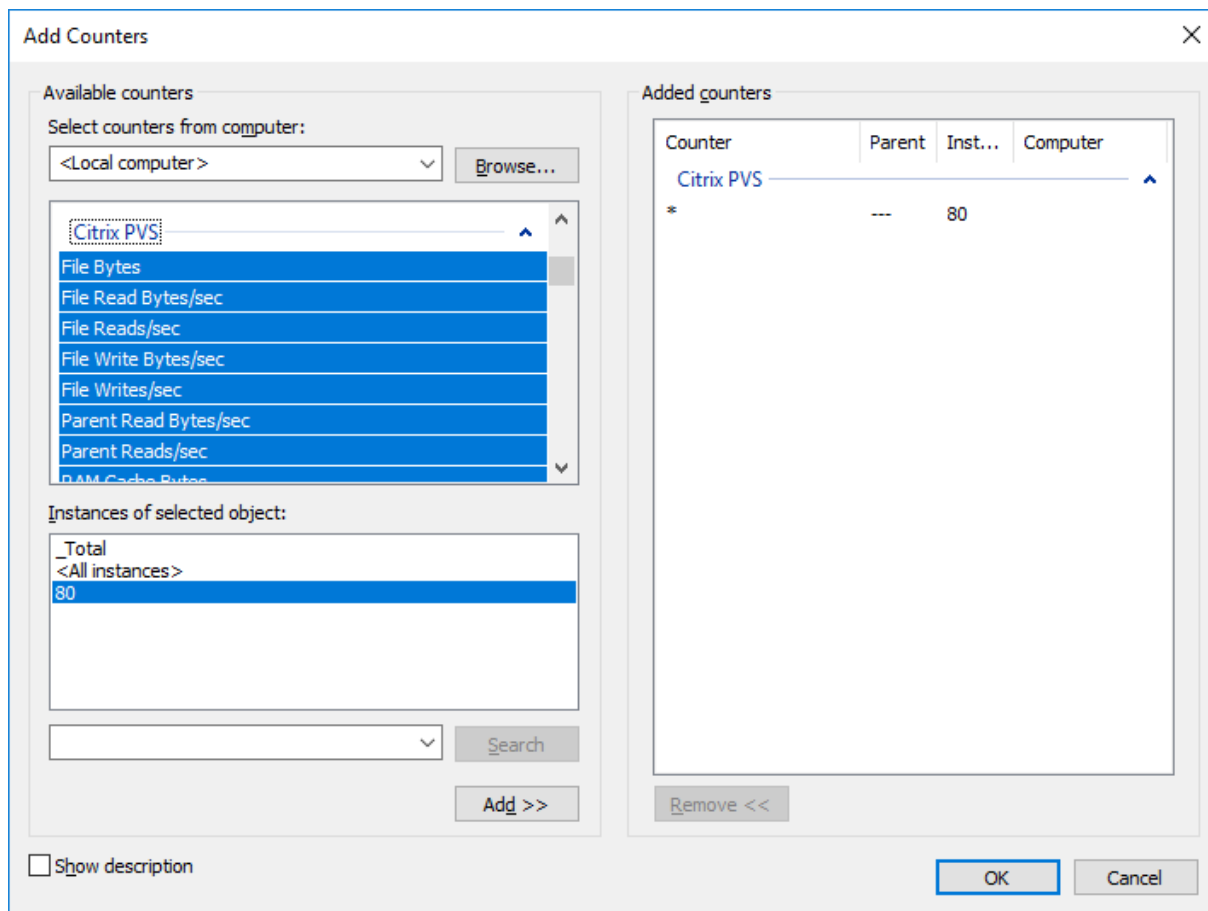 Add Counters
Available counters
Select counters from computer:
<Local computer>
Browse...
Citrix PVS
File Bytes
File Read Bytes/sec
File Reads/sec
File Write Bytes/sec
File Writes/sec
Parent Read Bytes/sec
Parent Reads/sec
RAM Cache Bytes
Instances of selected object:
_Total
<All instances>
80
Search
Add >>
Show description
Added counters
Counter Parent Inst... Computer
Citrix PVS
* --- 80
Remove <<
OK
Cancel